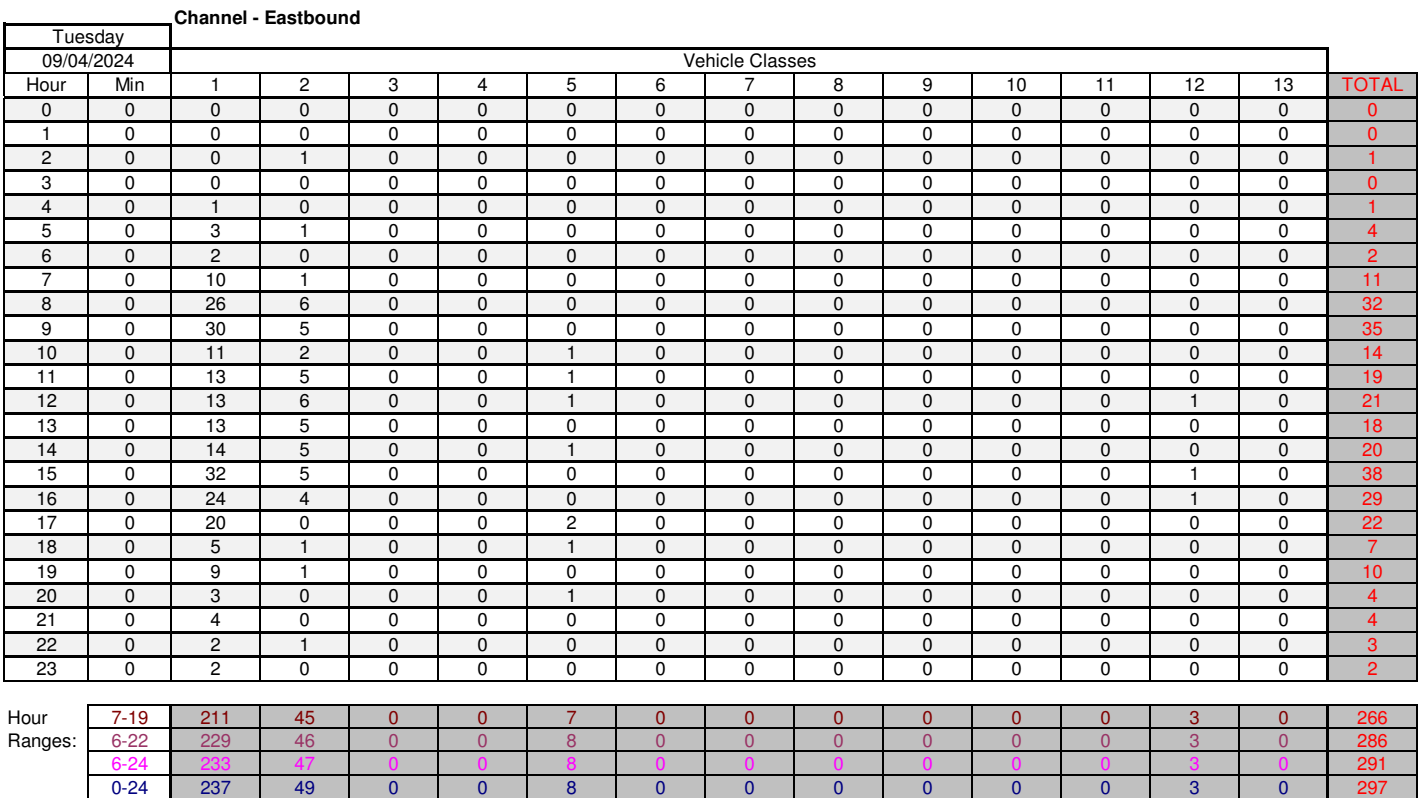 Channel - Eastbound
Tuesday
09/04/2024 Vehicle Classes
Hour Min 1 2 3 4 5 6 7 8 9 10 11 12 13 TOTAL
0 0 0 0 0 0 0 0 0 0 0 0 0 0 0 0
1 0 0 0 0 0 0 0 0 0 0 0 0 0 0 0
2 0 0 1 0 0 0 0 0 0 0 0 0 0 0 1
3 0 0 0 0 0 0 0 0 0 0 0 0 0 0 0
4 0 1 0 0 0 0 0 0 0 0 0 0 0 0 1
5 0 3 1 0 0 0 0 0 0 0 0 0 0 0 4
6 0 2 0 0 0 0 0 0 0 0 0 0 0 0 2
7 0 10 1 0 0 0 0 0 0 0 0 0 0 0 11
8 0 26 6 0 0 0 0 0 0 0 0 0 0 0 32
9 0 30 5 0 0 0 0 0 0 0 0 0 0 0 35
10 0 11 2 0 0 1 0 0 0 0 0 0 0 0 14
11 0 13 5 0 0 1 0 0 0 0 0 0 0 0 19
12 0 13 6 0 0 1 0 0 0 0 0 0 1 0 21
13 0 13 5 0 0 0 0 0 0 0 0 0 0 0 18
14 0 14 5 0 0 1 0 0 0 0 0 0 0 0 20
15 0 32 5 0 0 0 0 0 0 0 0 0 1 0 38
16 0 24 4 0 0 0 0 0 0 0 0 0 1 0 29
17 0 20 0 0 0 2 0 0 0 0 0 0 0 0 22
18 0 5 1 0 0 1 0 0 0 0 0 0 0 0 7
19 0 9 1 0 0 0 0 0 0 0 0 0 0 0 10
20 0 3 0 0 0 1 0 0 0 0 0 0 0 0 4
21 0 4 0 0 0 0 0 0 0 0 0 0 0 0 4
22 0 2 1 0 0 0 0 0 0 0 0 0 0 0 3
23 0 2 0 0 0 0 0 0 0 0 0 0 0 0 2
Hour 7-19 211 45 0 0 7 0 0 0 0 0 0 3 0 266
Ranges: 6-22 229 46 0 0 8 0 0 0 0 0 0 3 0 286
6-24 233 47 0 0 8 0 0 0 0 0 0 3 0 291
0-24 237 49 0 0 8 0 0 0 0 0 0 3 0 297